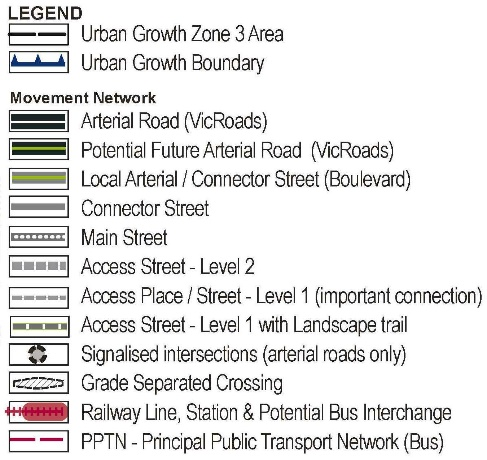 LEGEND
Urban Growth Zone 3 Area
Urban Growth Boundary
Movement Network
Arterial Road (VicRoads)
Potential Future Arterial Road (VicRoads)
Local Arterial / Connector Street (Boulevard)
Connector Street
Main Street
Access Street - Level 2
Access Place / Street - Level 1 (important connection)
Access Street - Level 1 with Landscape trail
Signalised intersections (arterial roads only)
Grade Separated Crossing
Railway Line, Station & Potential Bus Interchange
PPTN - Principal Public Transport Network (Bus)